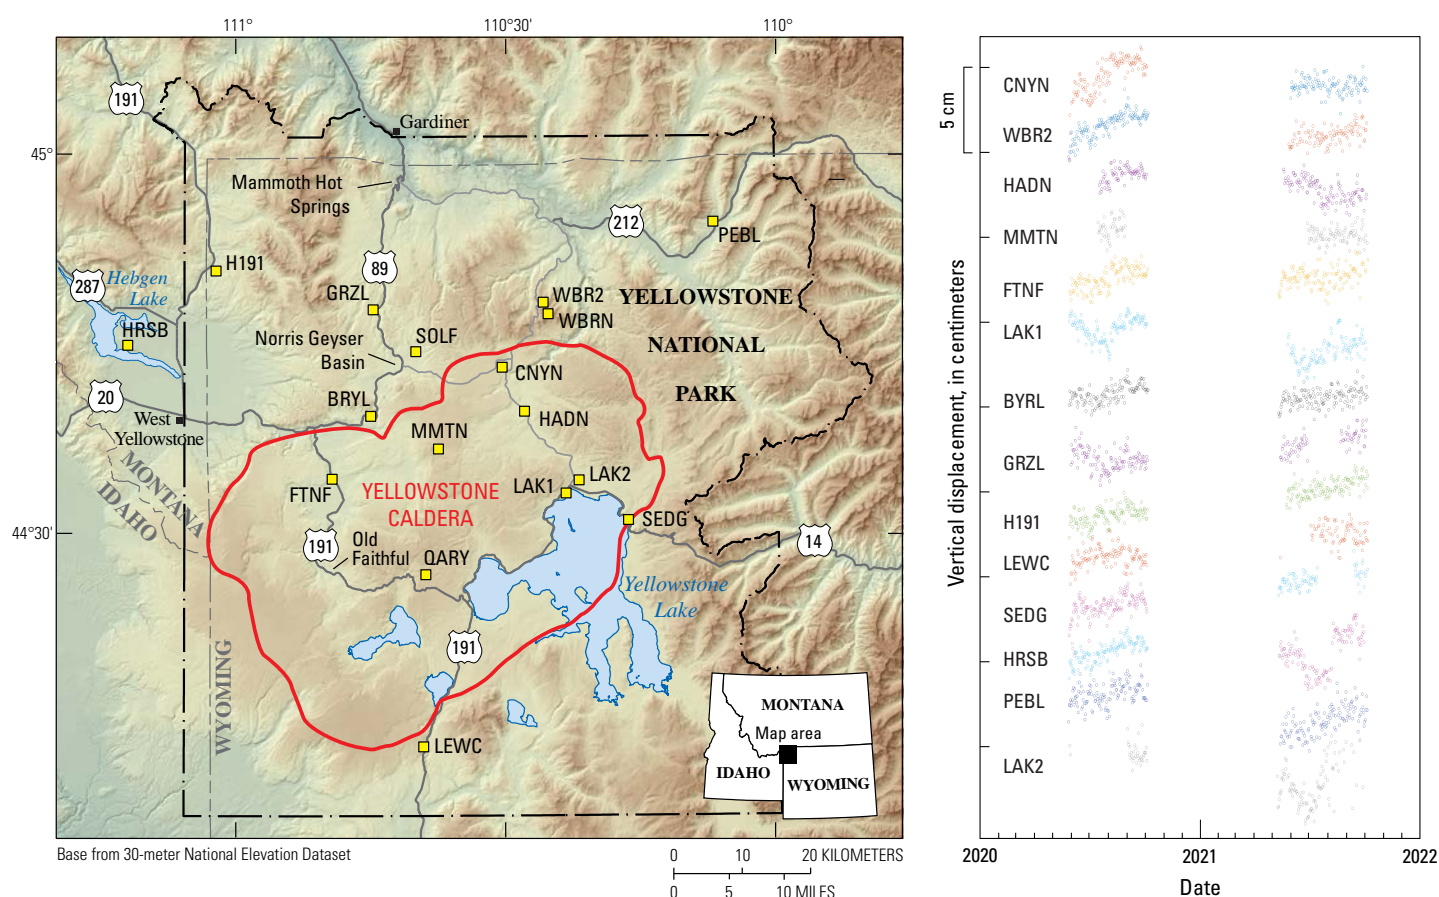 111°
110°30'
110°
45°
44°30'
191
Gardiner
Mammoth Hot
Springs
212
PEBL
H191
89
287
Hebgen
Lake
GRZL
WBR2
WBRN
YELLOWSTONE
HRSB
SOLF
Norris Geyser
Basin
NATIONAL
CNYN
PARK
20
BRYL
HADN
West
Yellowstone
MMTN
MONTANA
IDAHO
FTNF
YELLOWSTONE
CALDERA
LAK1
LAK2
SEDG
191
Old
Faithful
QARY
14
Yellowstone
Lake
191
WYOMING
LEWC
MONTANA
Map area
IDAHO
WYOMING
Base from 30-meter National Elevation Dataset
0 10 20 KILOMETERS
0 5 10 MILES
Vertical displacement, in centimeters
5 cm
CNYN
WBR2
HADN
MMTN
FTNF
LAK1
BYRL
GRZL
H191
LEWC
SEDG
HRSB
PEBL
LAK2
2020 2021 2022
Date